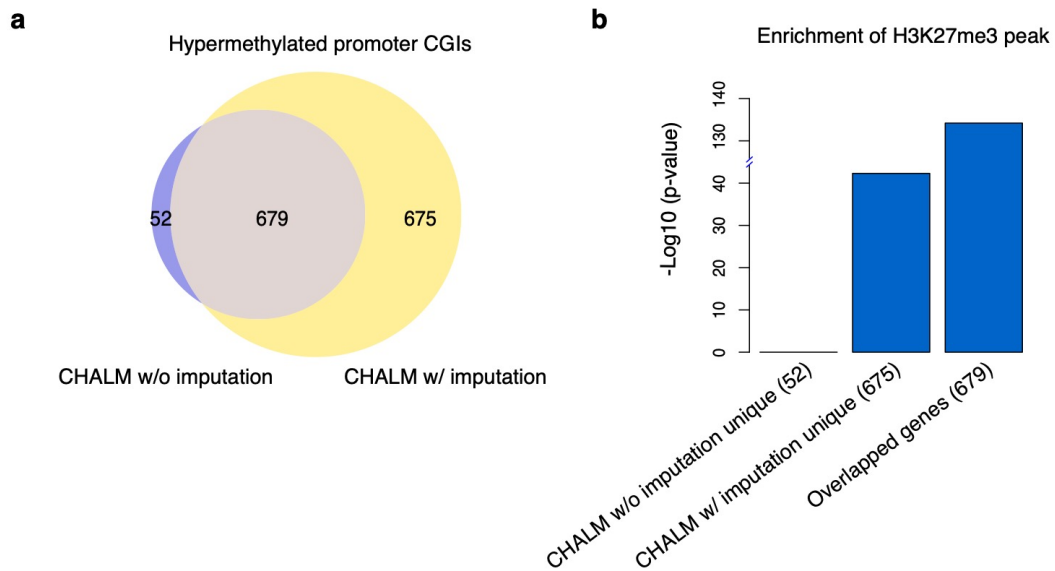 a
Hypermethylated promoter CGIs
52
679
675
CHALM w/o imputation
CHALM w/ imputation
b
Enrichment of H3K27me3 peak
-Log10 (p-value)
140
130
40
30
20
10
0
CHALM w/o imputation unique (52)
CHALM w/ imputation unique (675)
Overlapped genes (679)